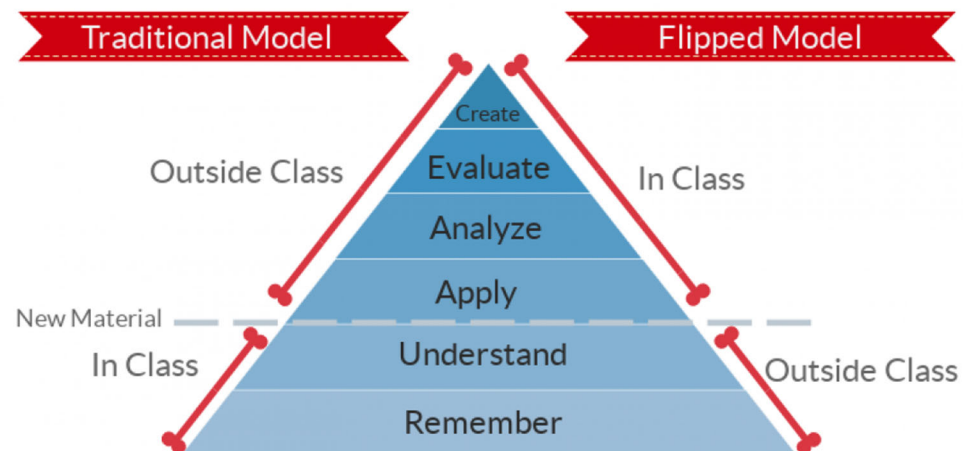 Traditional Model
Flipped Model
Create
Outside Class
Evaluate
In Class
Analyze
Apply
New Material
In Class
Understand
Outside Class
Remember